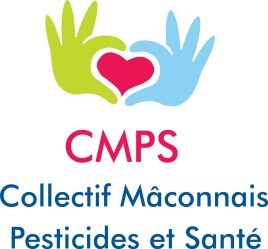 CMPS
Collectif Mâconnais
Pesticides et Santé